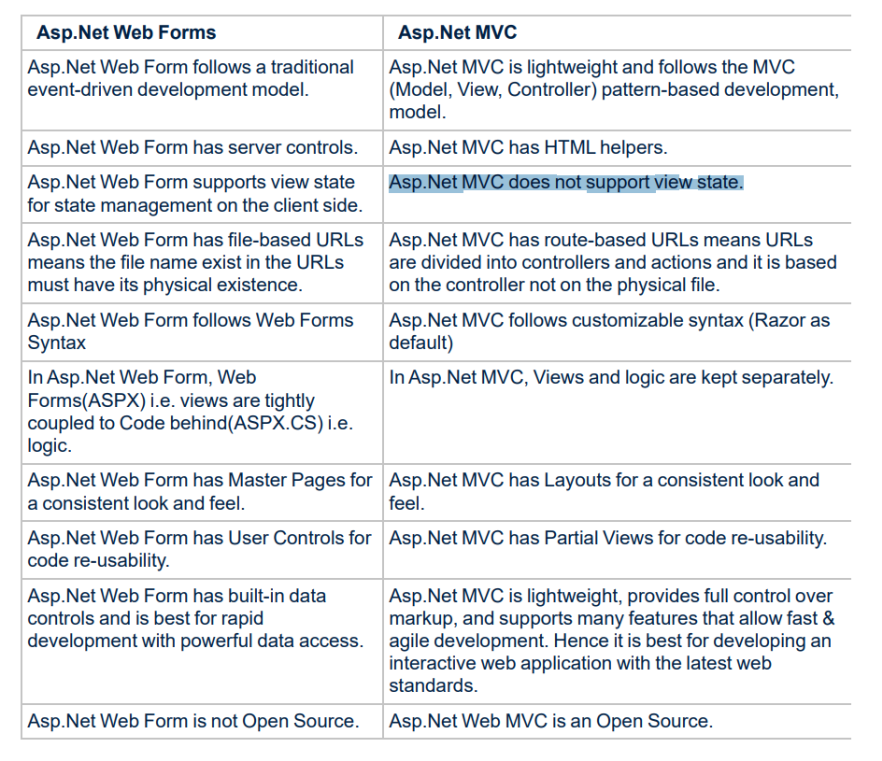 Asp.Net Web Forms
Asp.Net MVC
Asp.Net Web Form follows a traditional
event-driven development model.
Asp.Net MVC is lightweight and follows the MVC
(Model, View, Controller) pattern-based development,
model.
Asp.Net Web Form has server controls.
Asp.Net MVC has HTML helpers.
Asp.Net Web Form supports view state
for state management on the client side.
Asp.Net MVC does not support view state.
Asp.Net Web Form has file-based URLs
means the file name exist in the URLs
must have its physical existence.
Asp.Net MVC has route-based URLs means URLs
are divided into controllers and actions and it is based
on the controller not on the physical file.
Asp.Net Web Form follows Web Forms
Syntax
Asp.Net MVC follows customizable syntax (Razor as
default)
In Asp.Net Web Form, Web
Forms(ASPX) i.e. views are tightly
coupled to Code behind(ASPX.CS) i.e.
logic.
In Asp.Net MVC, Views and logic are kept separately.
Asp.Net Web Form has Master Pages for
a consistent look and feel.
Asp.Net MVC has Layouts for a consistent look and
feel.
Asp.Net Web Form has User Controls for
code re-usability.
Asp.Net MVC has Partial Views for code re-usability.
Asp.Net Web Form has built-in data
controls and is best for rapid
development with powerful data access.
Asp.Net MVC is lightweight, provides full control over
markup, and supports many features that allow fast &
agile development. Hence it is best for developing an
interactive web application with the latest web
standards.
Asp.Net Web Form is not Open Source.
Asp.Net Web MVC is an Open Source.